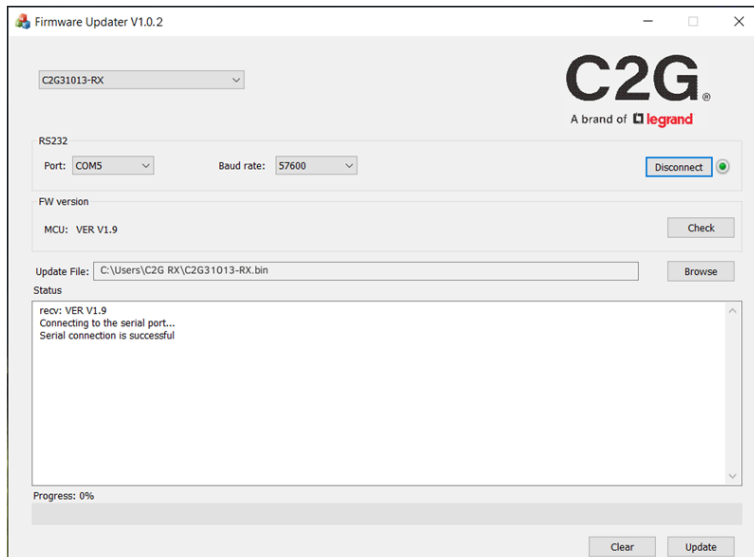 Firmware Updater V1.0.2
C2G31013-RX
C2G®
A brand of legrand
RS232
Port: COM5 Baud rate: 57600 Disconnect
FW version
MCU: VER V1.9 Check
Update File: C:\Users\C2G RX\C2G31013-RX.bin Browse
Status
recv: VER V1.9
Connecting to the serial port...
Serial connection is successful
Progress: 0%
Clear Update